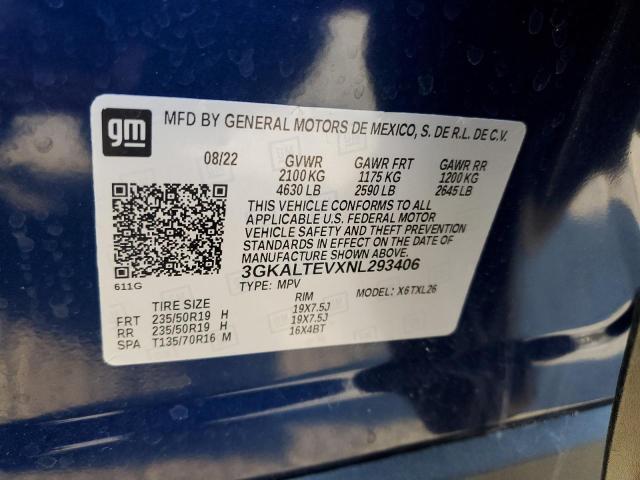 gm MFD BY GENERAL MOTORS DE MEXICO, S. DE R.L. DE C.V.
08/22 GVWR GAWR FRT GAWR RR
2100 KG 1175 KG 1200 KG
4630 LB 2590 LB 2645 LB
THIS VEHICLE CONFORMS TO ALL
APPLICABLE U.S. FEDERAL MOTOR
VEHICLE SAFETY AND THEFT PREVENTION
STANDARDS IN EFFECT ON THE DATE OF
MANUFACTURE SHOWN ABOVE.
3GKALTEVXNL293406
611G
TYPE: MPV MODEL: X6TXL26
TIRE SIZE RIM
FRT 235/50R19 H 19X7.5J
RR 235/50R19 H 19X7.5J
SPA T135/70R16 M 16X4BT